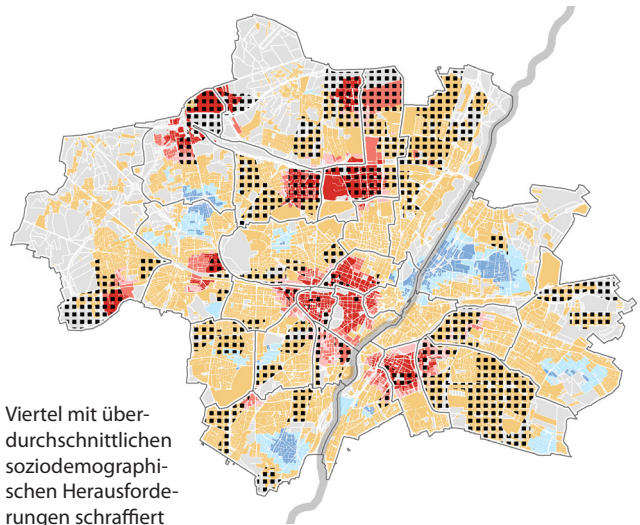 Viertel mit über-
durchschnittlichen
soziodemographi-
schen Herausforde-
rungen schraffiert